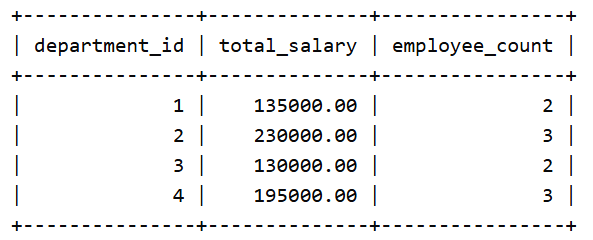 +---------------+--------------+----------------+
| department_id | total_salary | employee_count |
+---------------+--------------+----------------+
|             1 |    135000.00 |              2 |
|             2 |    230000.00 |              3 |
|             3 |    130000.00 |              2 |
|             4 |    195000.00 |              3 |
+---------------+--------------+----------------+